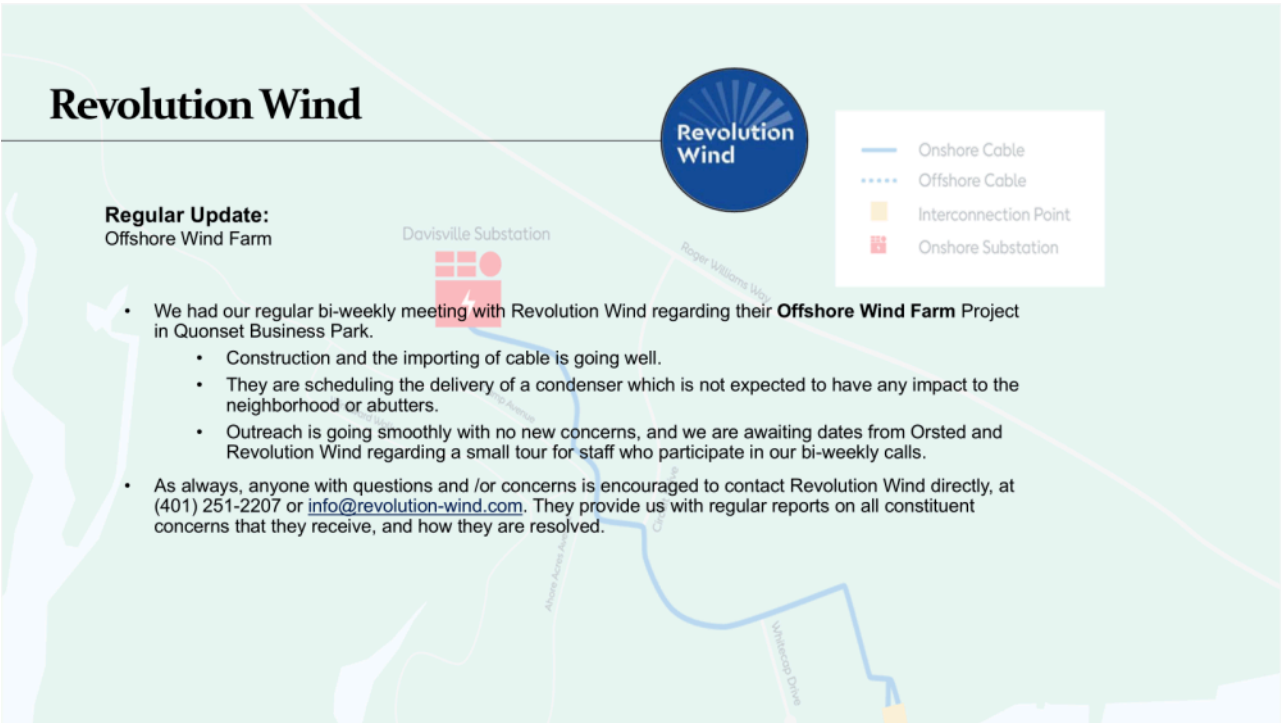 Revolution Wind
Revolution
Wind
Onshore Cable
Offshore Cable
Interconnection Point
Onshore Substation
Regular Update:
Offshore Wind Farm
Davisville Substation
Roger Williams Way
• We had our regular bi-weekly meeting with Revolution Wind regarding their Offshore Wind Farm Project
in Quonset Business Park.
• Construction and the importing of cable is going well.
• They are scheduling the delivery of a condenser which is not expected to have any impact to the
neighborhood or abutters.
• Outreach is going smoothly with no new concerns, and we are awaiting dates from Orsted and
Revolution Wind regarding a small tour for staff who participate in our bi-weekly calls.
• As always, anyone with questions and /or concerns is encouraged to contact Revolution Wind directly, at
(401) 251-2207 or info@revolution-wind.com. They provide us with regular reports on all constituent
concerns that they receive, and how they are resolved.
Whitecap Drive